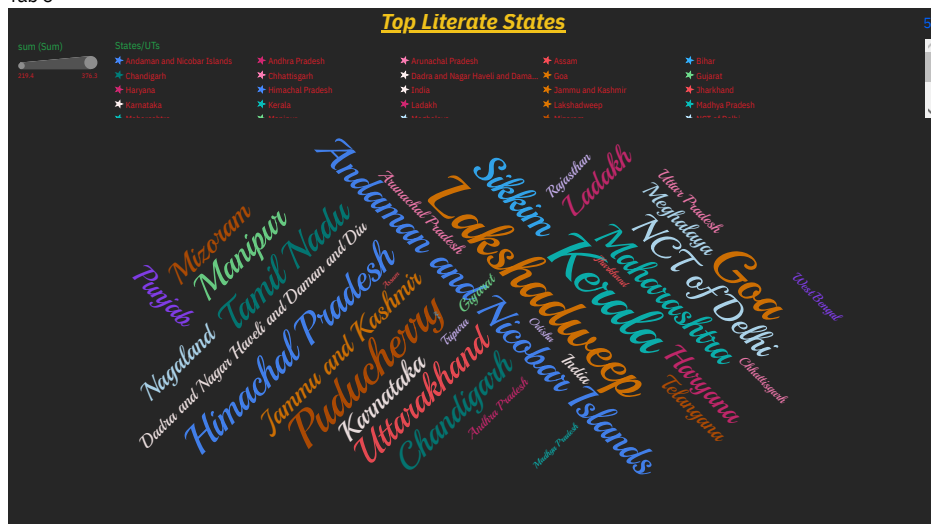 Top Literate States
5
sum (Sum)
376.3
States/UTs
Andaman and Nicobar Islands
Andhra Pradesh
Arunachal Pradesh
Assam
Bihar
Chandigarh
Chhattisgarh
Dadra and Nagar Haveli and Dama...
Goa
Gujarat
Haryana
Himachal Pradesh
India
Jammu and Kashmir
Jharkhand
Karnataka
Kerala
Ladakh
Lakshadweep
Madhya Pradesh
Andaman and Nicobar Islands
Arunachal Pradesh
Lakshadweep
Sikkim
Rajasthan
Ladakh
Uttar Pradesh
Meghalaya
NCT of Delhi
Goa
West Bengal
Mizoram
Manipur
Punjab
Tamil Nadu
Nagaland
Dadra and Nagar Haveli and Daman and Diu
Himachal Pradesh
Assam
Jammu and Kashmir
Puducherry
Gujarat
Tripura
Karnataka
Uttarakhand
Chandigarh
Andhra Pradesh
Odisha
India
Kerala
Jharkhand
Maharashtra
Haryana
Telangana
Chhattisgarh
Madhya Pradesh